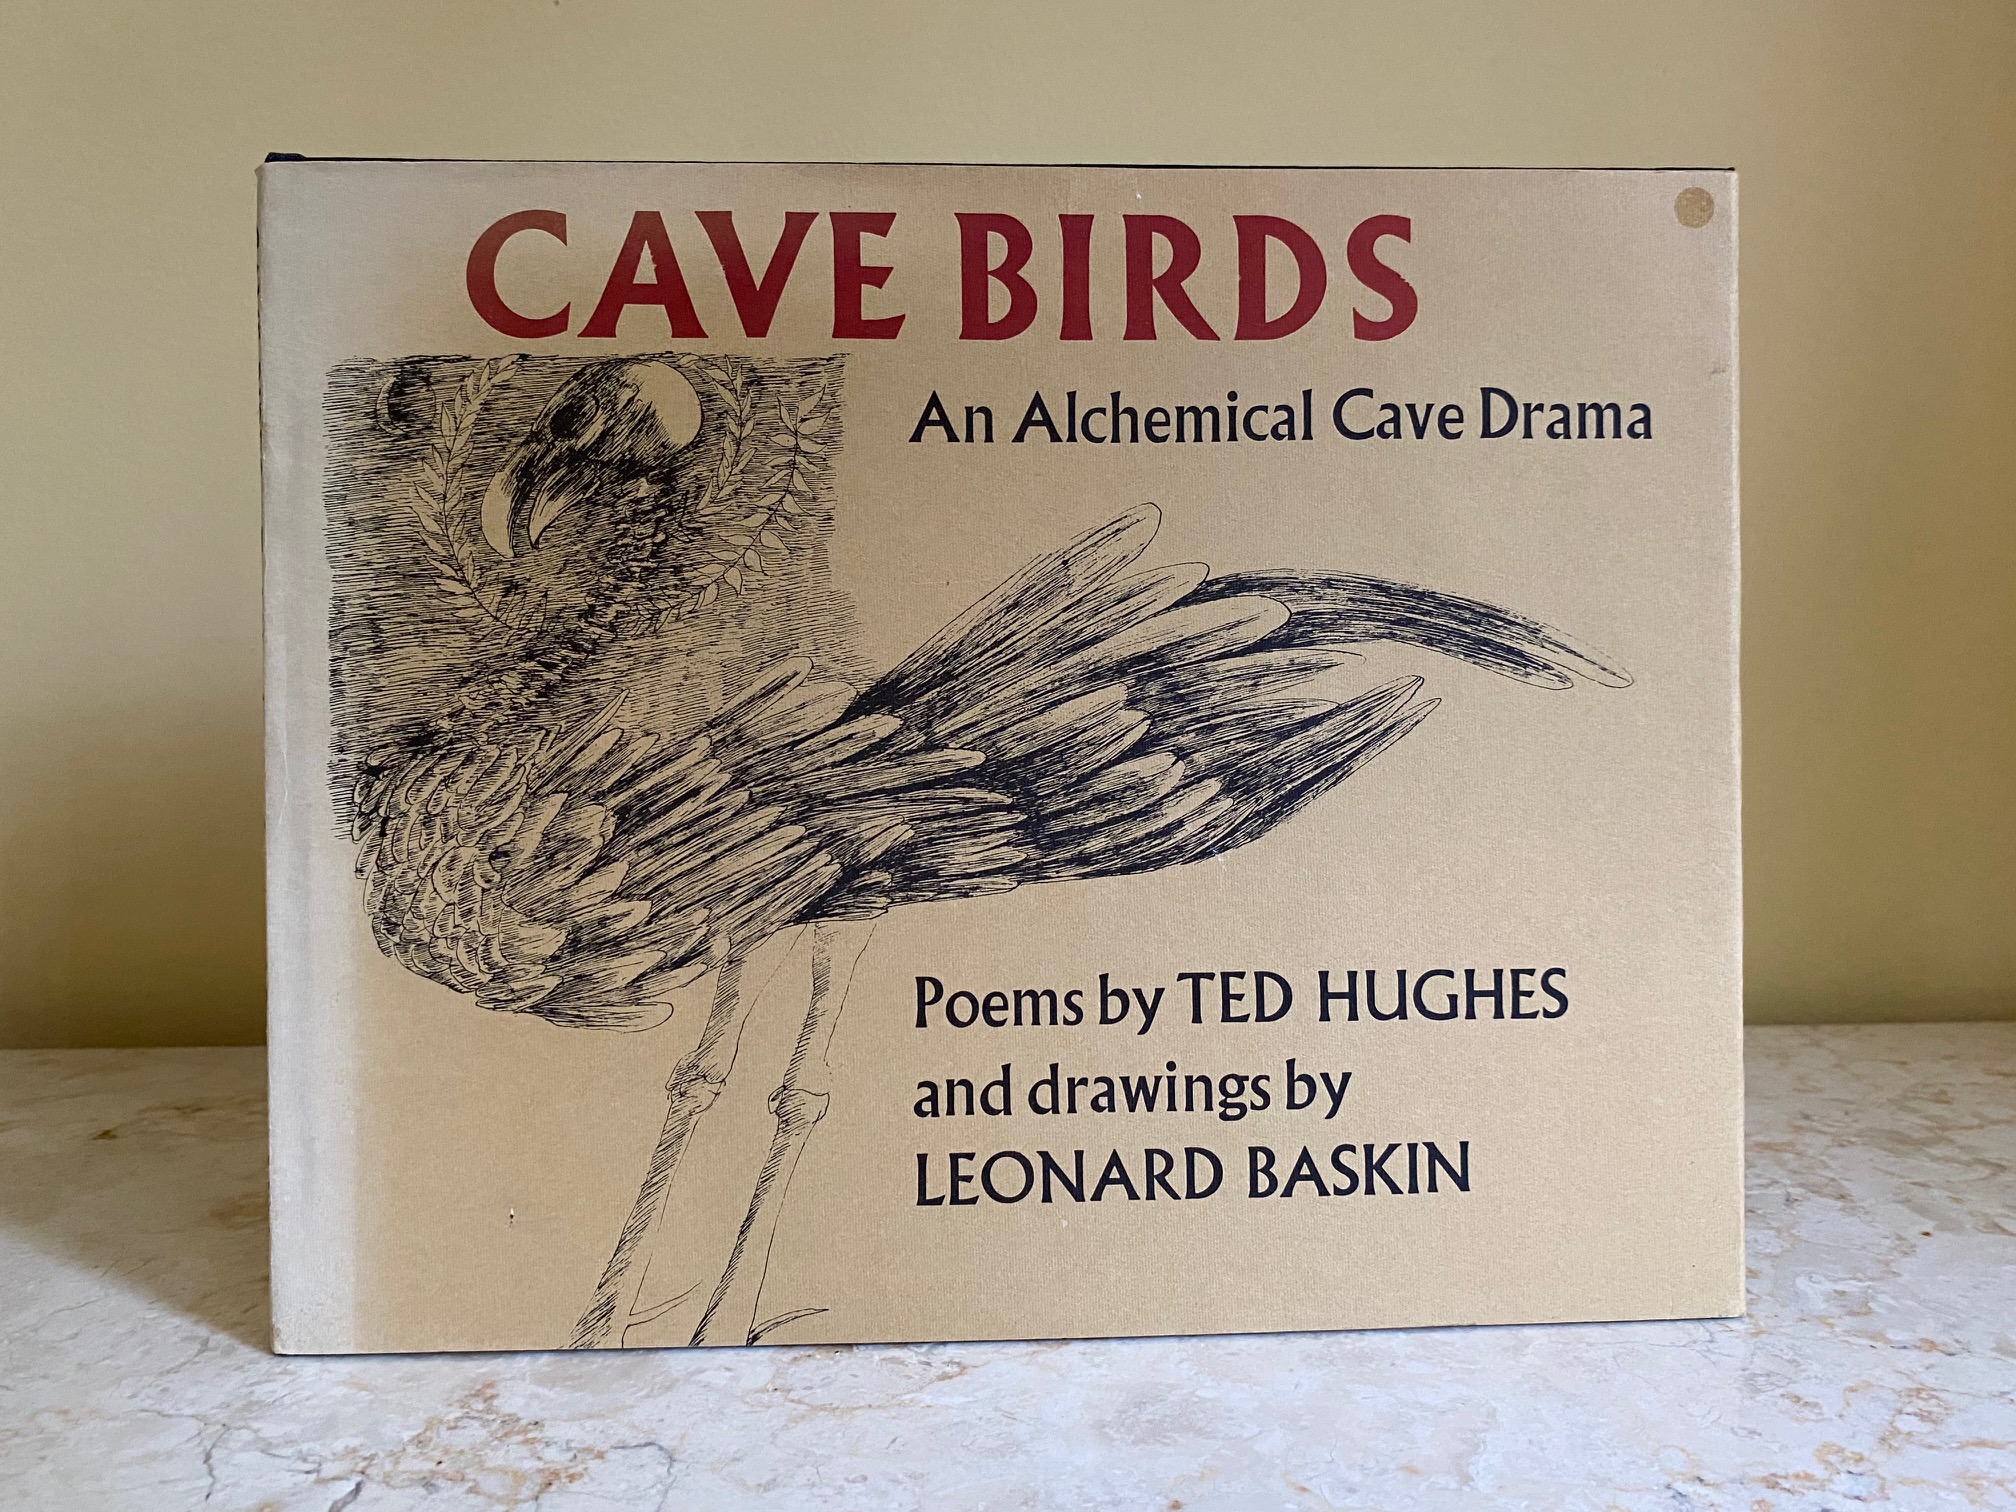 CAVE BIRDS
An Alchemical Cave Drama
Poems by TED HUGHES
and drawings by
LEONARD BASKIN